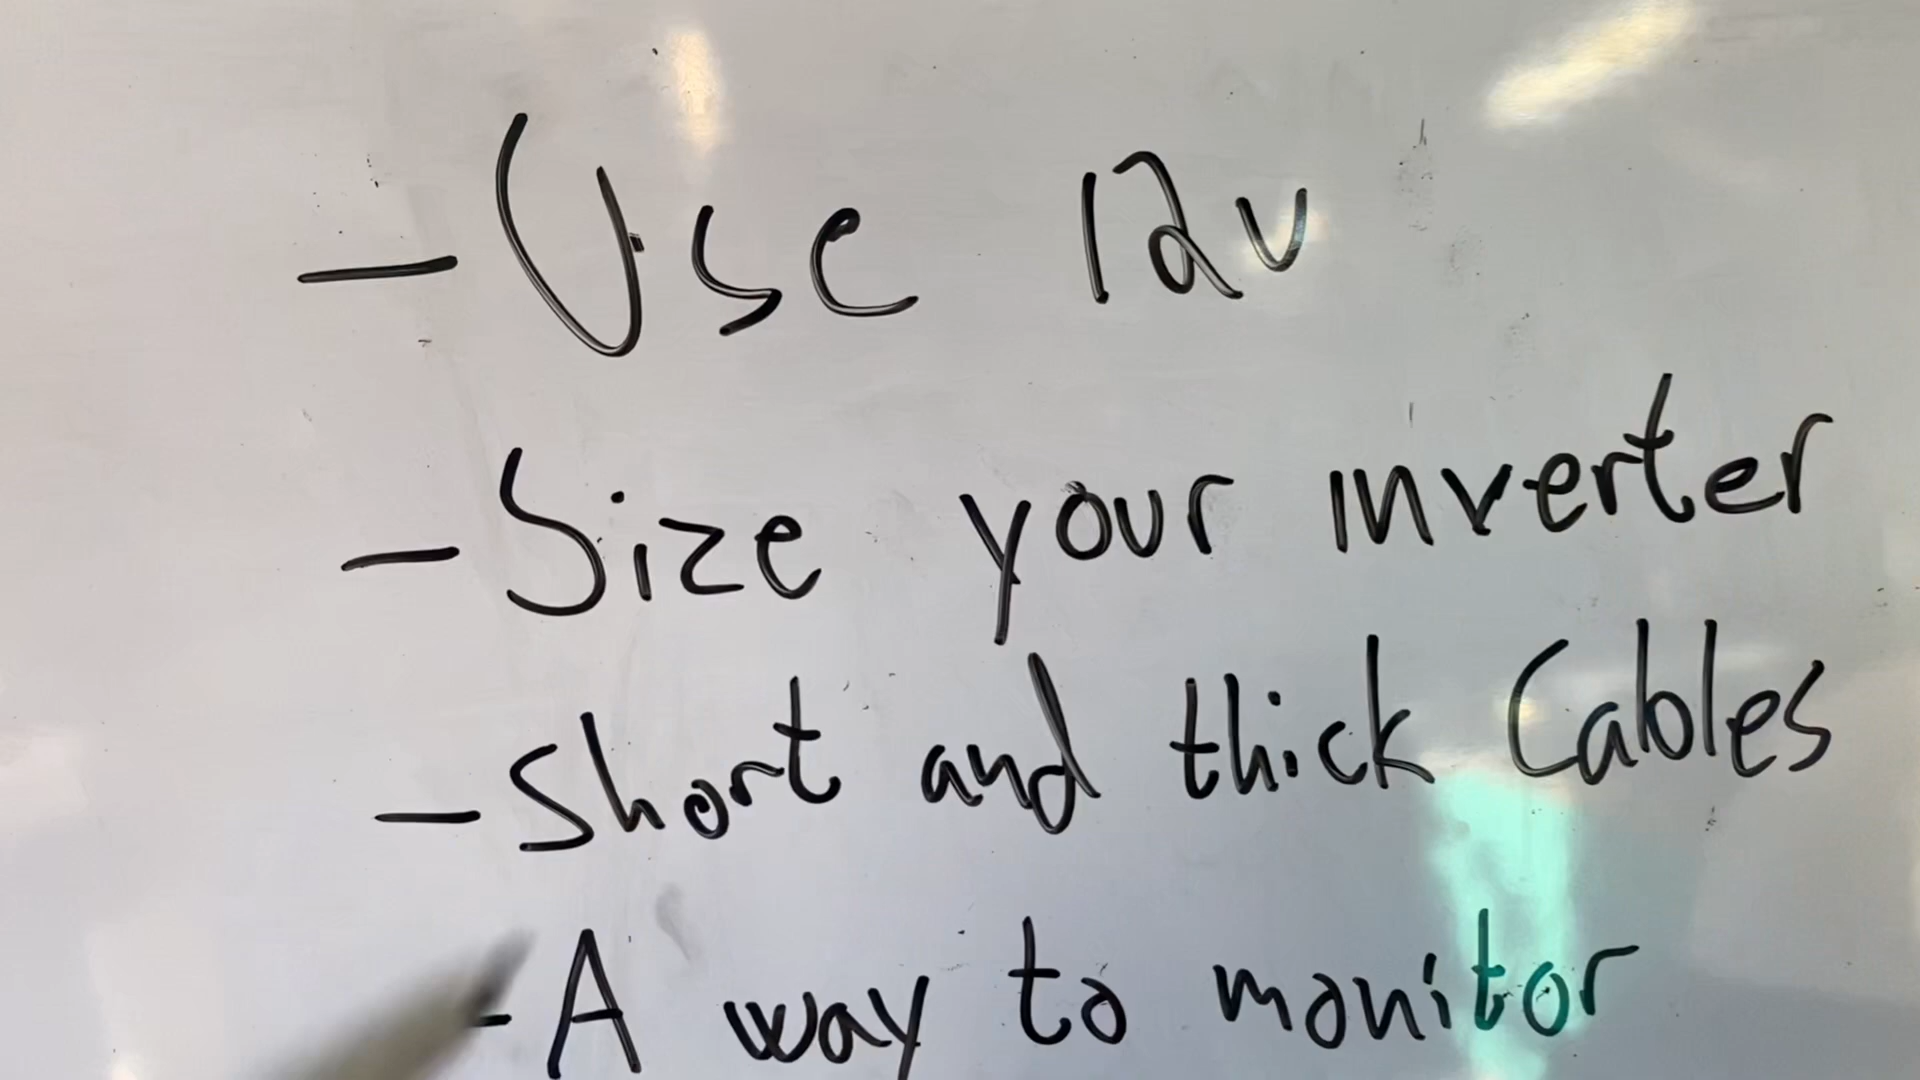 - Use 12v
- Size your inverter
- Short and thick Cables
- A way to monitor